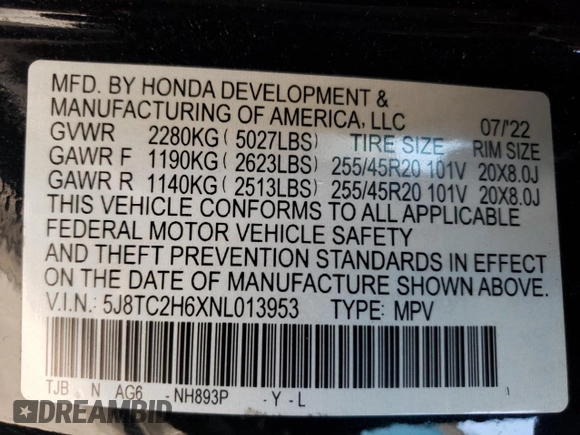 MFD. BY HONDA DEVELOPMENT &
MANUFACTURING OF AMERICA, LLC 07/'22
GVWR 2280KG ( 5027LBS) TIRE SIZE RIM SIZE
GAWR F 1190KG ( 2623LBS) 255/45R20 101V 20X8.0J
GAWR R 1140KG ( 2513LBS) 255/45R20 101V 20X8.0J
THIS VEHICLE CONFORMS TO ALL APPLICABLE
FEDERAL MOTOR VEHICLE SAFETY
AND THEFT PREVENTION STANDARDS IN EFFECT
ON THE DATE OF MANUFACTURE SHOWN ABOVE.
V.I.N.: 5J8TC2H6XNL013953 TYPE: MPV
TJB N AG6 NH893P - Y - L
DREAMBID